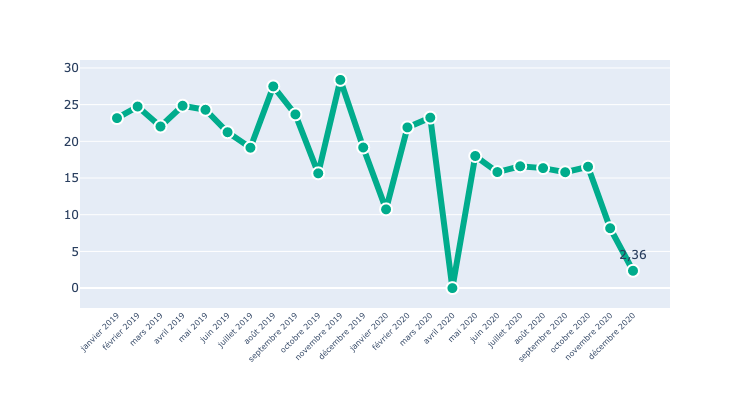 30
25
20
15
10
5
0
2,36
janvier 2019
février 2019
mars 2019
avril 2019
mai 2019
juin 2019
juillet 2019
août 2019
septembre 2019
octobre 2019
novembre 2019
décembre 2019
janvier 2020
février 2020
mars 2020
avril 2020
mai 2020
juin 2020
juillet 2020
août 2020
septembre 2020
octobre 2020
novembre 2020
décembre 2020